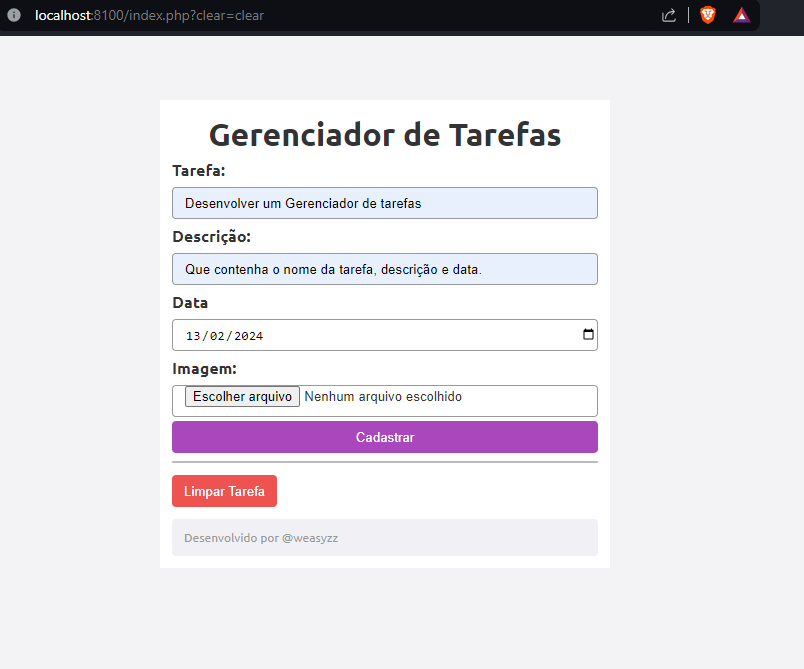 localhost:8100/index.php?clear=clear
Gerenciador de Tarefas
Tarefa:
Desenvolver um Gerenciador de tarefas
Descrição:
Que contenha o nome da tarefa, descrição e data.
Data
13/02/2024
Imagem:
Escolher arquivo Nenhum arquivo escolhido
Cadastrar
Limpar Tarefa
Desenvolvido por @weasyzz